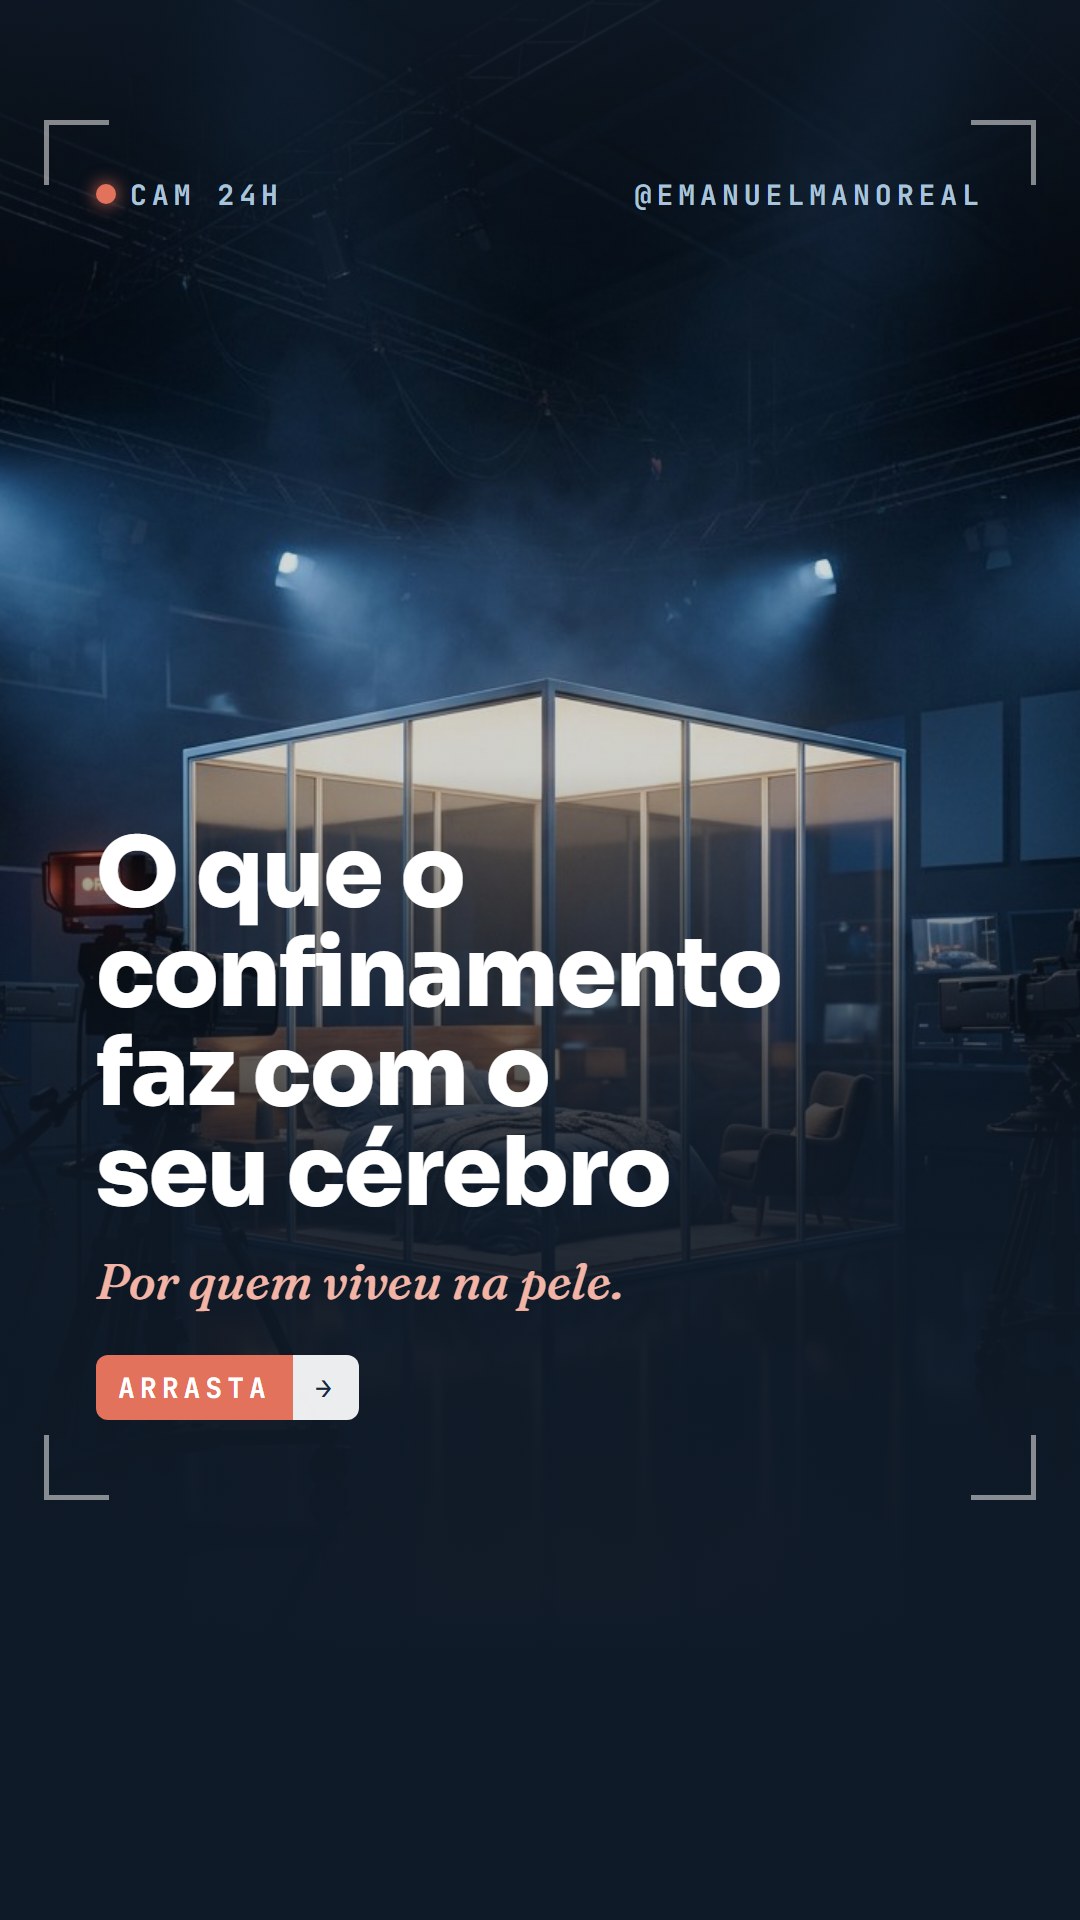 CAM 24H
@EMANUELMANOREAL
O que o
confinamento
faz com o
seu cérebro
Por quem viveu na pele.
ARRASTA →